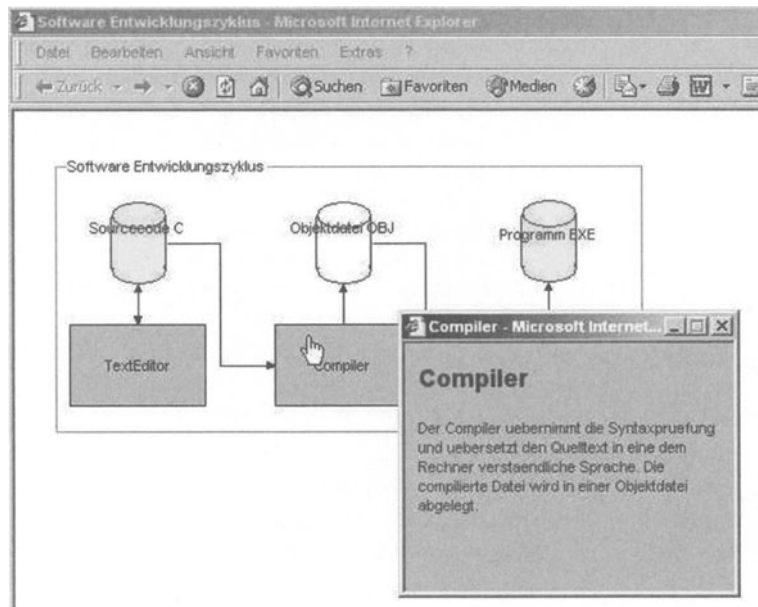 Software Entwicklungszyklus - Microsoft Internet Explorer
Datei Bearbeiten Ansicht Favoriten Extras ?
Zurück Suchen Favoriten Medien
Software Entwicklungszyklus
Sourcecode C Objektdatei OBJ Programm EXE
TextEditor Compiler
Compiler - Microsoft Internet...
Compiler
Der Compiler uebernimmt die Syntaxpruefung
und uebersetzt den Quelltext in eine dem
Rechner verstaendliche Sprache. Die
compilierte Datei wird in einer Objektdatei
abgelegt.